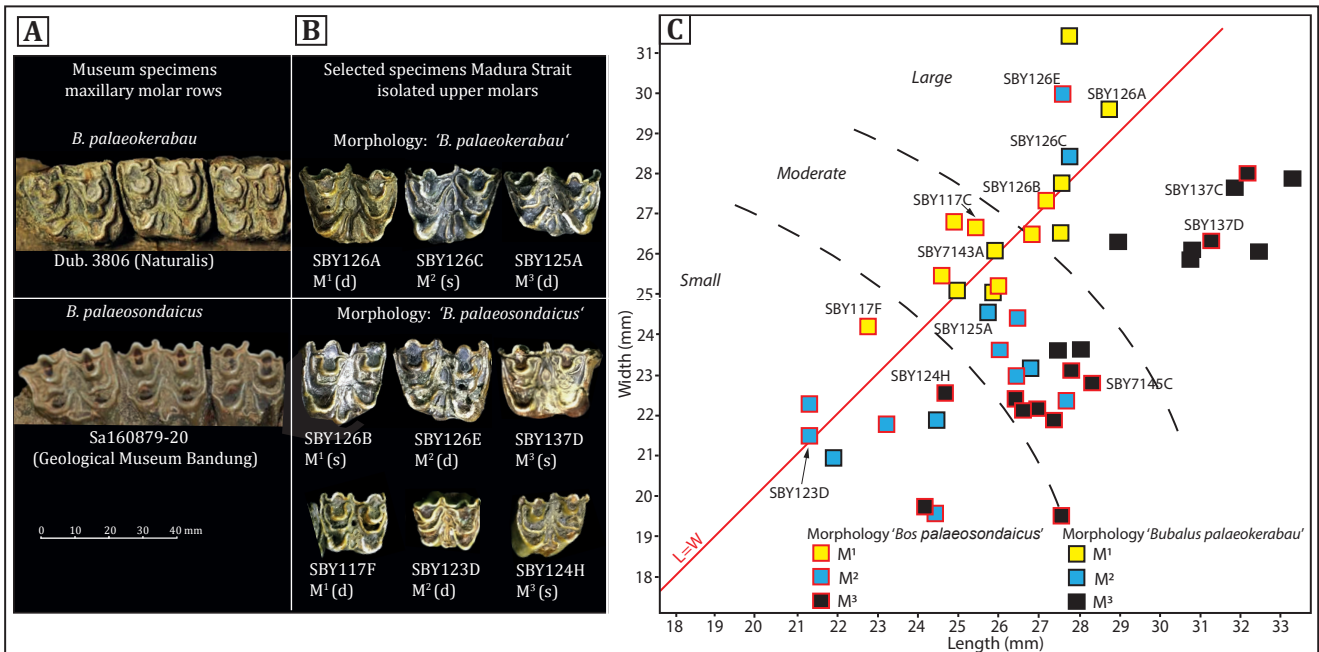 A
Museum specimens
maxillary molar rows
B. palaeokerabau
Dub. 3806 (Naturalis)
B. palaeosondaicus
Sa160879-20
(Geological Museum Bandung)
0 10 20 30 40 mm
B
Selected specimens Madura Strait
isolated upper molars
Morphology: 'B. palaeokerabau'
SBY126A SBY126C SBY125A
M¹ (d) M² (s) M³ (d)
Morphology: 'B. palaeosondaicus'
SBY126B SBY126E SBY137D
M¹ (s) M² (d) M³ (s)
SBY117F SBY123D SBY124H
M¹ (d) M² (d) M³ (s)
C
Width (mm)
31
30
29
28
27
26
25
24
23
22
21
20
19
18
Large
Moderate
Small
SBY126E
SBY126A
SBY126C
SBY126B
SBY137C
SBY117C
SBY137D
SBY7143A
SBY117F
SBY125A
SBY124H
SBY7145C
SBY123D
L=W
Morphology 'Bos palaeosondaicus'
M¹
M²
M³
Morphology 'Bubalus palaeokerabau'
M¹
M²
M³
18 19 20 21 22 23 24 25 26 27 28 29 30 31 32 33
Length (mm)